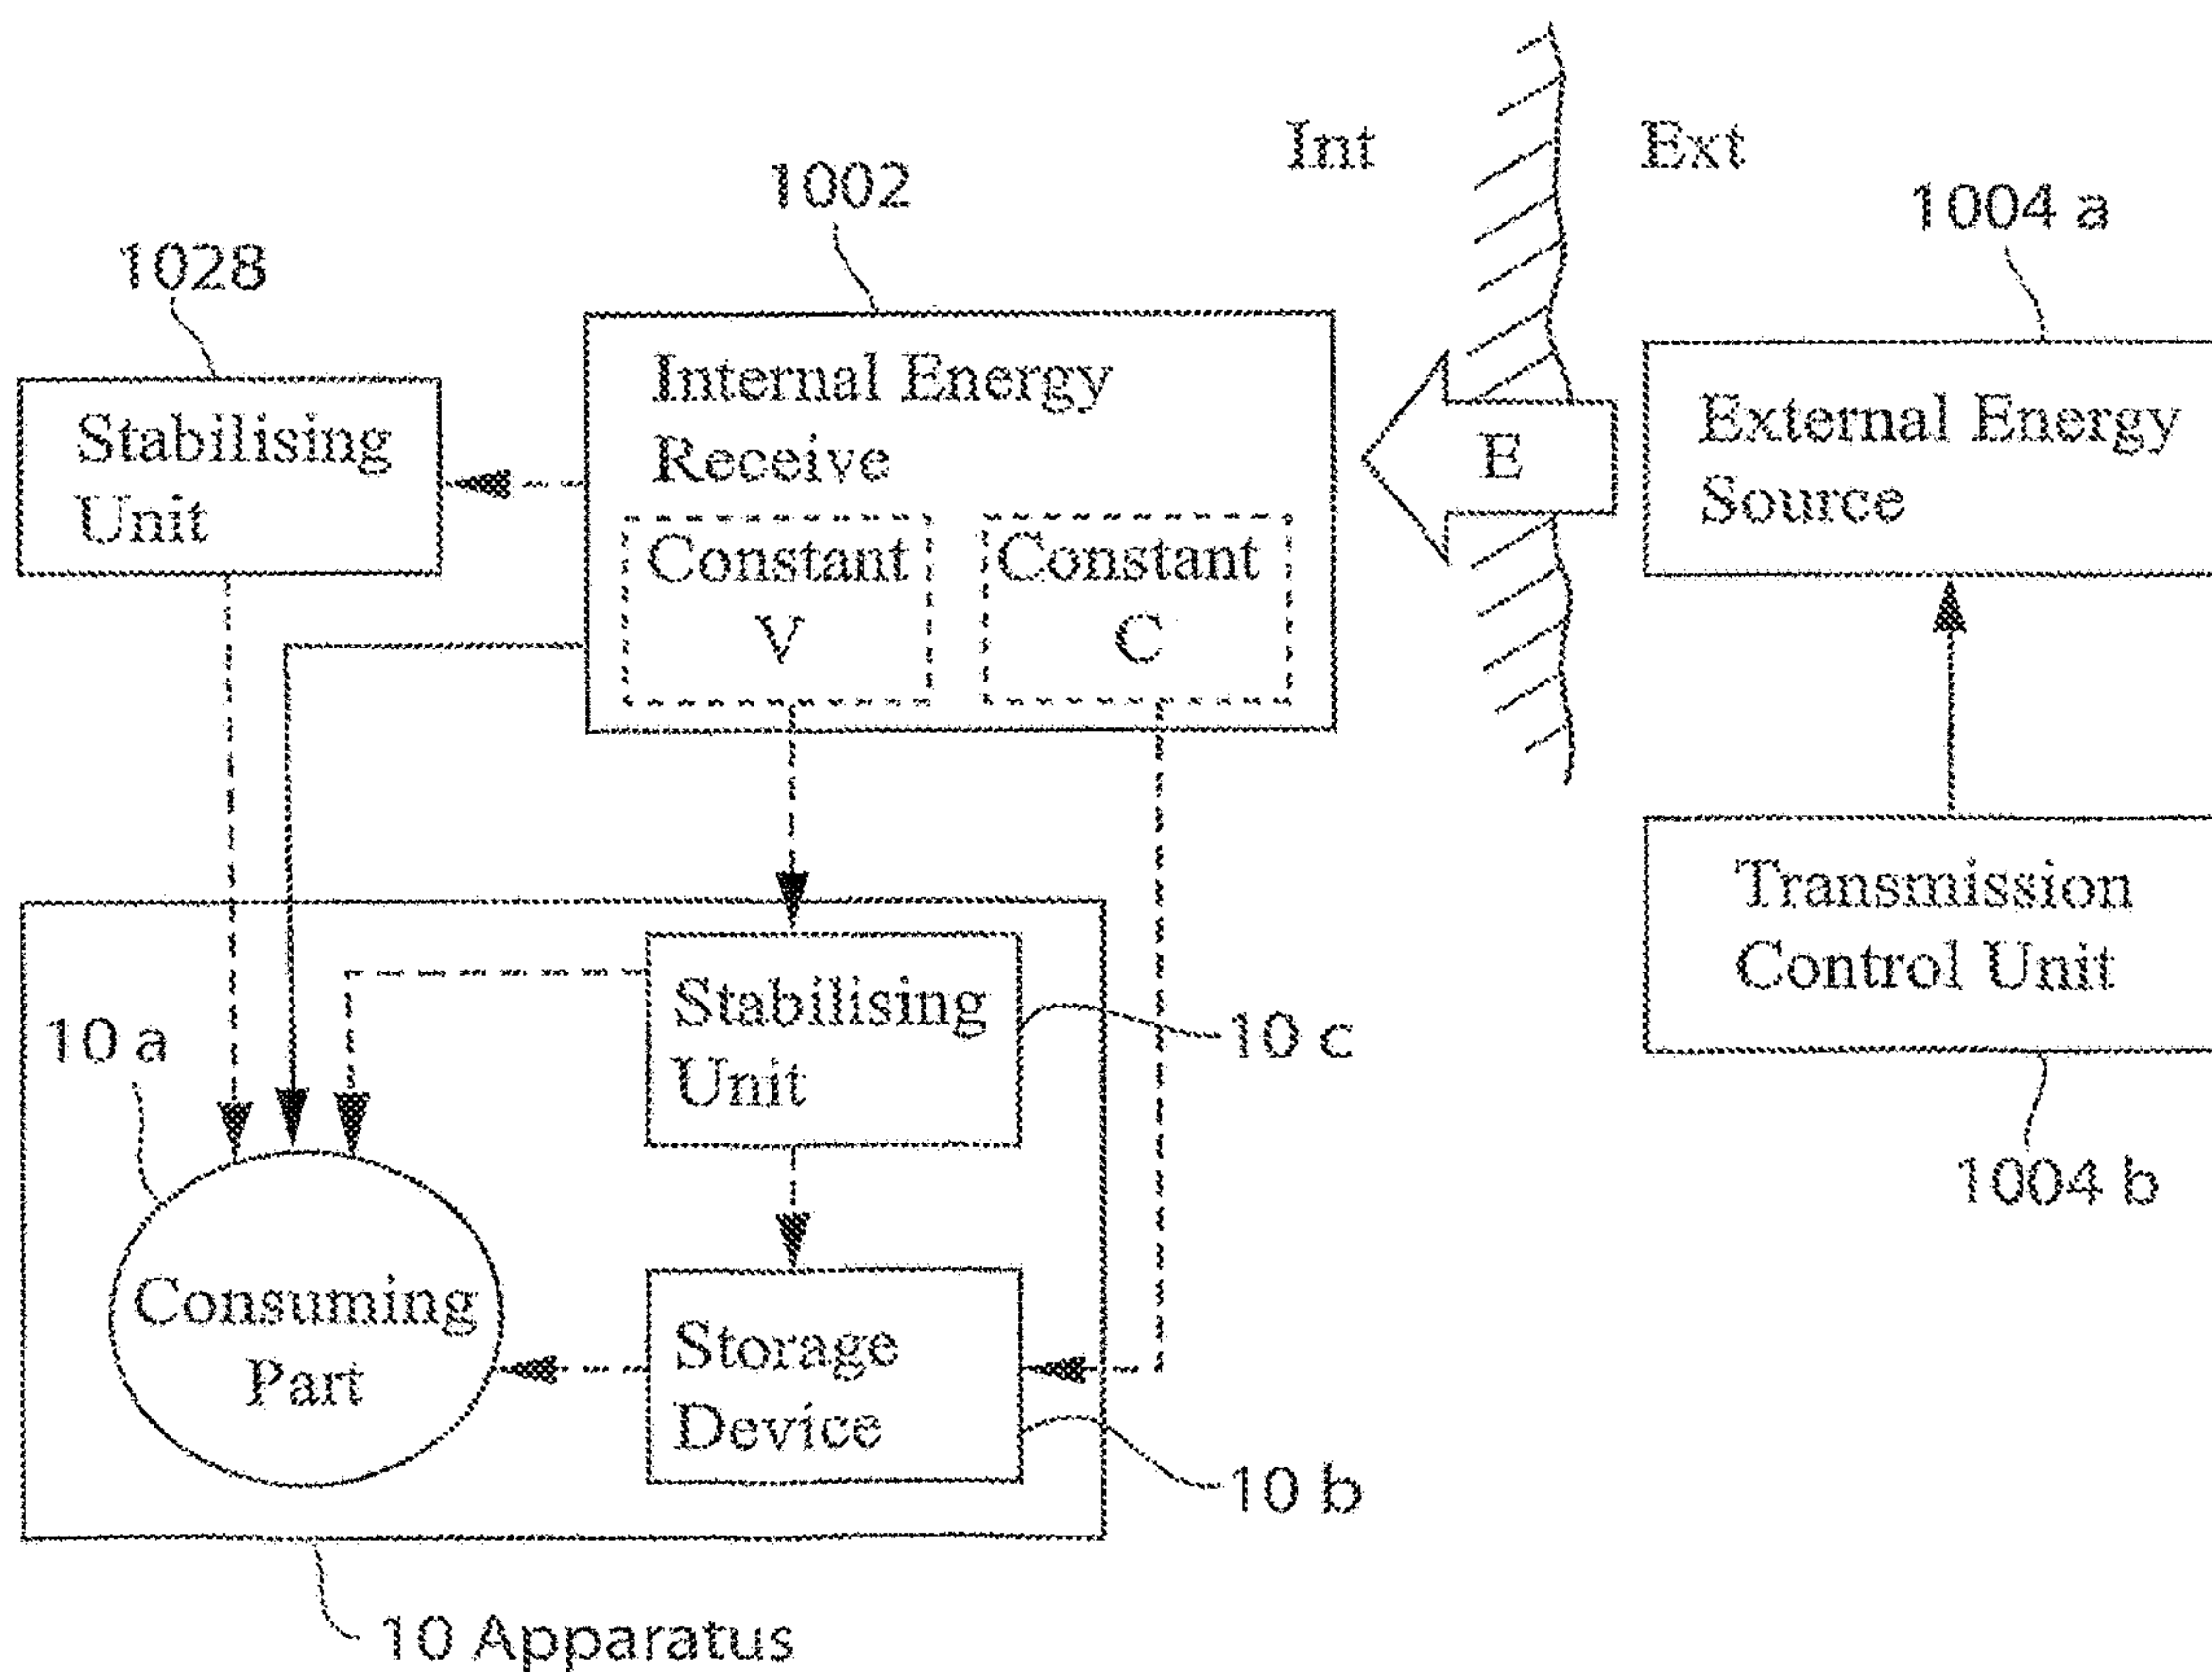 Int
Ext
1002
1004 a
1028
Internal Energy
Receive
Constant
V
Constant
C
E
External Energy
Source
Stabilising
Unit
Transmission
Control Unit
1004 b
10 a
Stabilising
Unit
10 c
Consuming
Part
Storage
Device
10 b
10 Apparatus